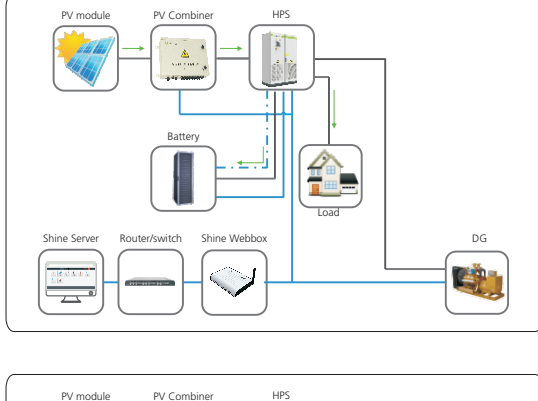 PV module PV Combiner HPS
Battery
Load
Shine Server Router/switch Shine Webbox DG
PV module PV Combiner HPS